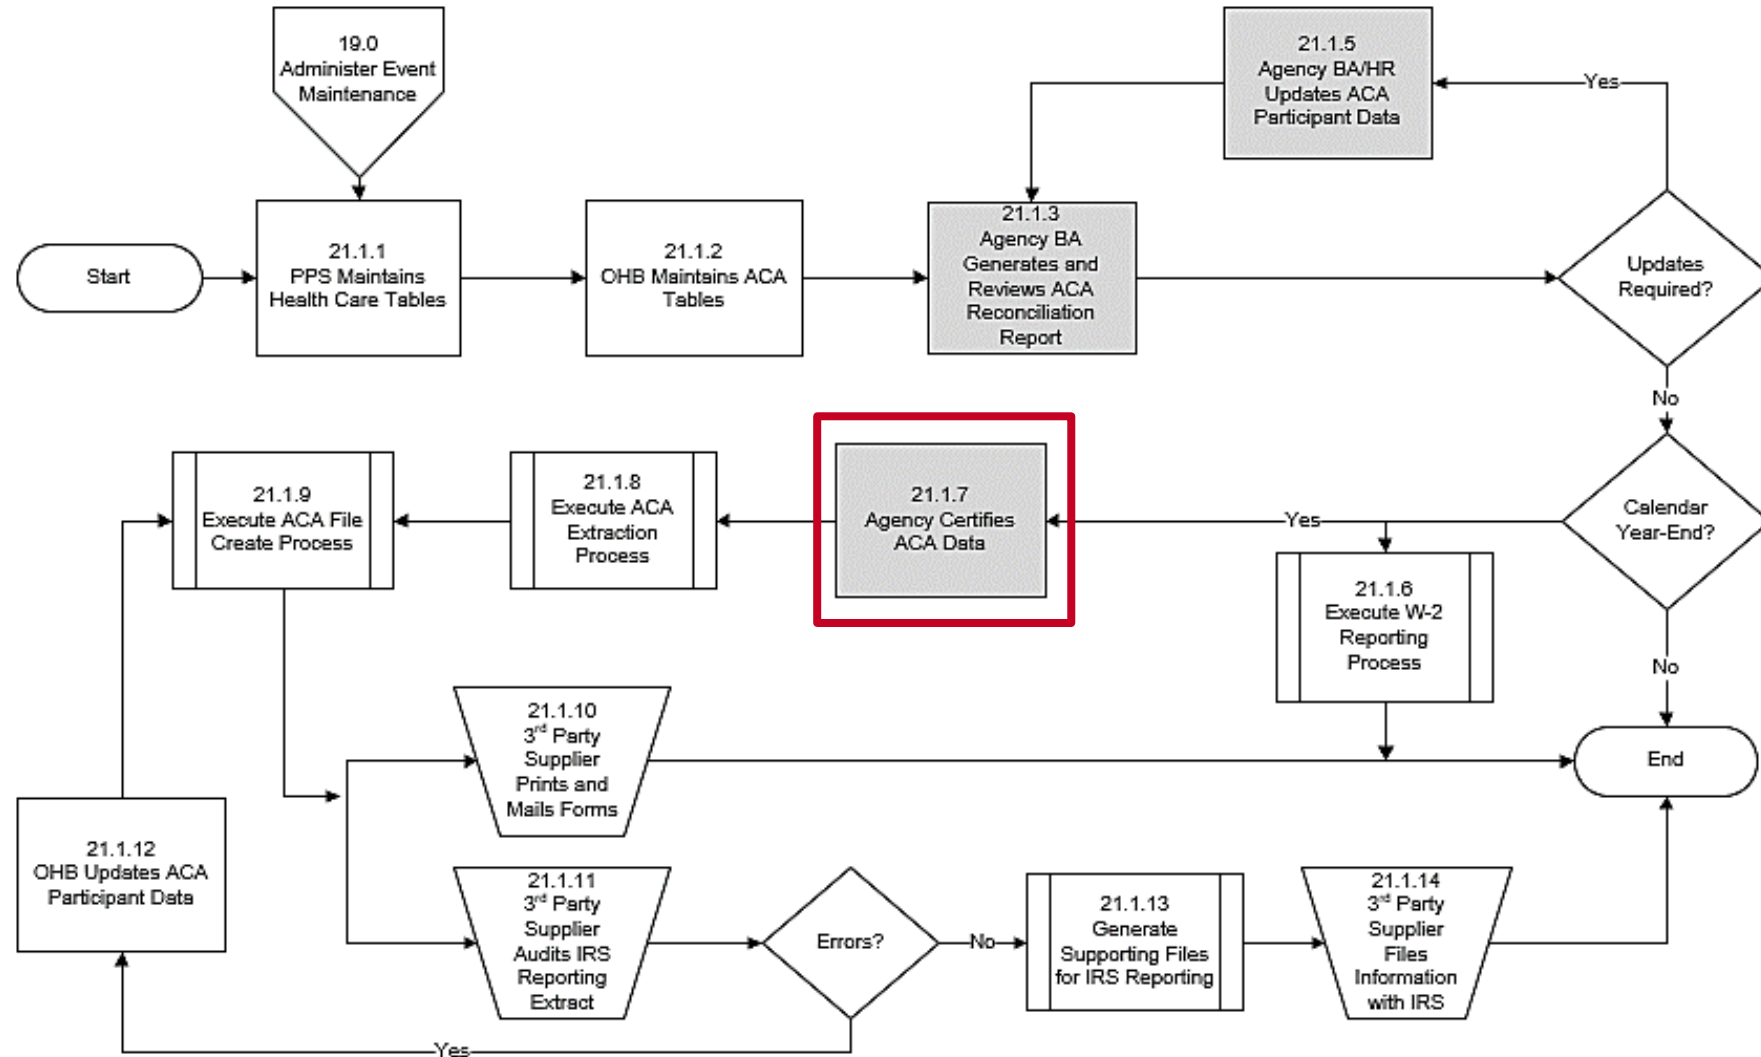 19.0
Administer Event
Maintenance
21.1.5
Agency BA/HR
Updates ACA
Participant Data
Yes
Start
21.1.1
PPS Maintains
Health Care Tables
21.1.2
OHB Maintains ACA
Tables
21.1.3
Agency BA
Generates and
Reviews ACA
Reconciliation
Report
Updates
Required?
No
21.1.9
Execute ACA File
Create Process
21.1.8
Execute ACA
Extraction
Process
21.1.7
Agency Certifies
ACA Data
Yes
Calendar
Year-End?
21.1.6
Execute W-2
Reporting
Process
No
21.1.10
3rd Party
Supplier
Prints and
Mails Forms
End
21.1.12
OHB Updates ACA
Participant Data
21.1.11
3rd Party
Supplier
Audits IRS
Reporting
Extract
Errors?
No
21.1.13
Generate
Supporting Files
for IRS Reporting
21.1.14
3rd Party
Supplier
Files
Information
with IRS
Yes